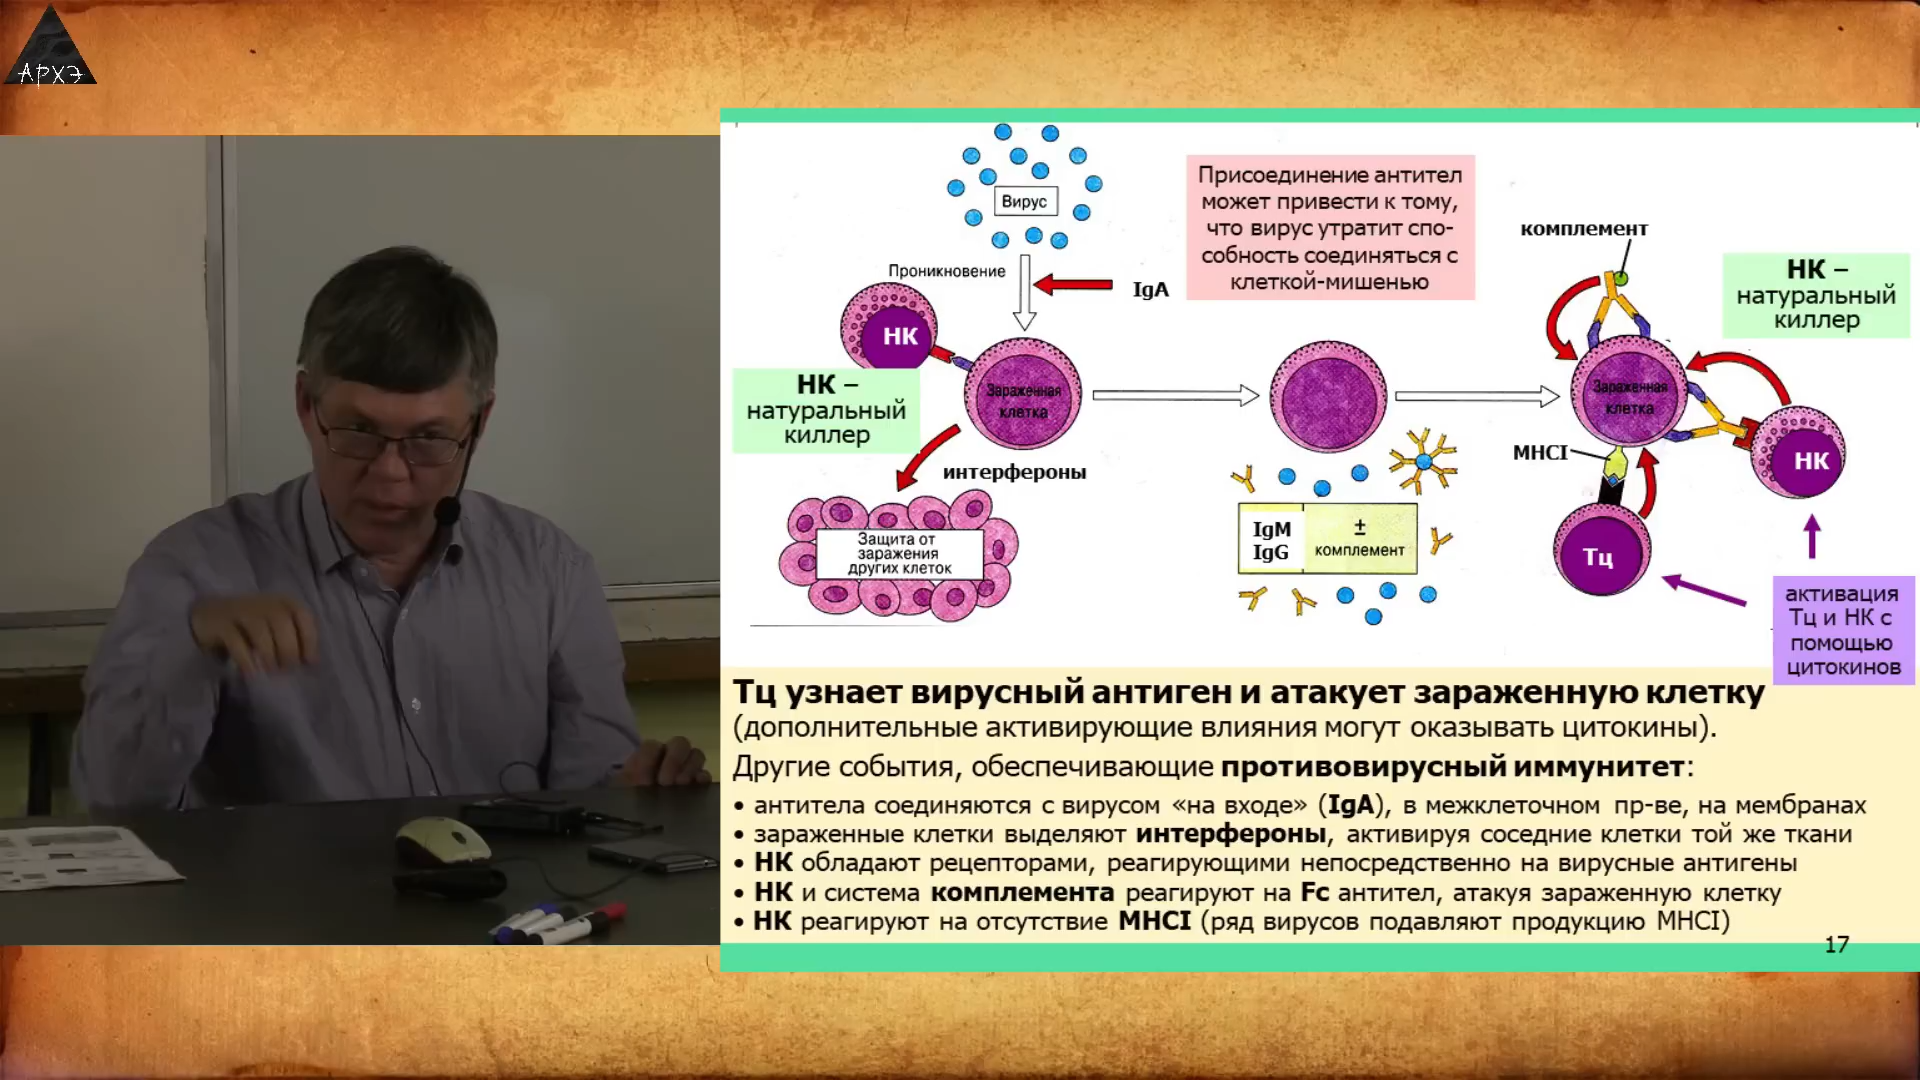 АРХЭ
Вирус
Присоединение антител
может привести к тому,
что вирус утратит спо-
собность соединяться с
клеткой-мишенью
комплемент
Проникновение
IgA
НК –
натуральный
киллер
НК
НК –
натуральный
киллер
Зараженная
клетка
Зараженная
клетка
MHCI
НК
интерфероны
Защита от
заражения
других клеток
IgM
IgG
±
комплемент
Тц
активация
Тц и НК с
помощью
цитокинов
Тц узнает вирусный антиген и атакует зараженную клетку
(дополнительные активирующие влияния могут оказывать цитокины).
Другие события, обеспечивающие противовирусный иммунитет:
• антитела соединяются с вирусом «на входе» (IgA), в межклеточном пр-ве, на мембранах
• зараженные клетки выделяют интерфероны, активируя соседние клетки той же ткани
• НК обладают рецепторами, реагирующими непосредственно на вирусные антигены
• НК и система комплемента реагируют на Fc антител, атакуя зараженную клетку
• НК реагируют на отсутствие MHCI (ряд вирусов подавляют продукцию MHCI)
17